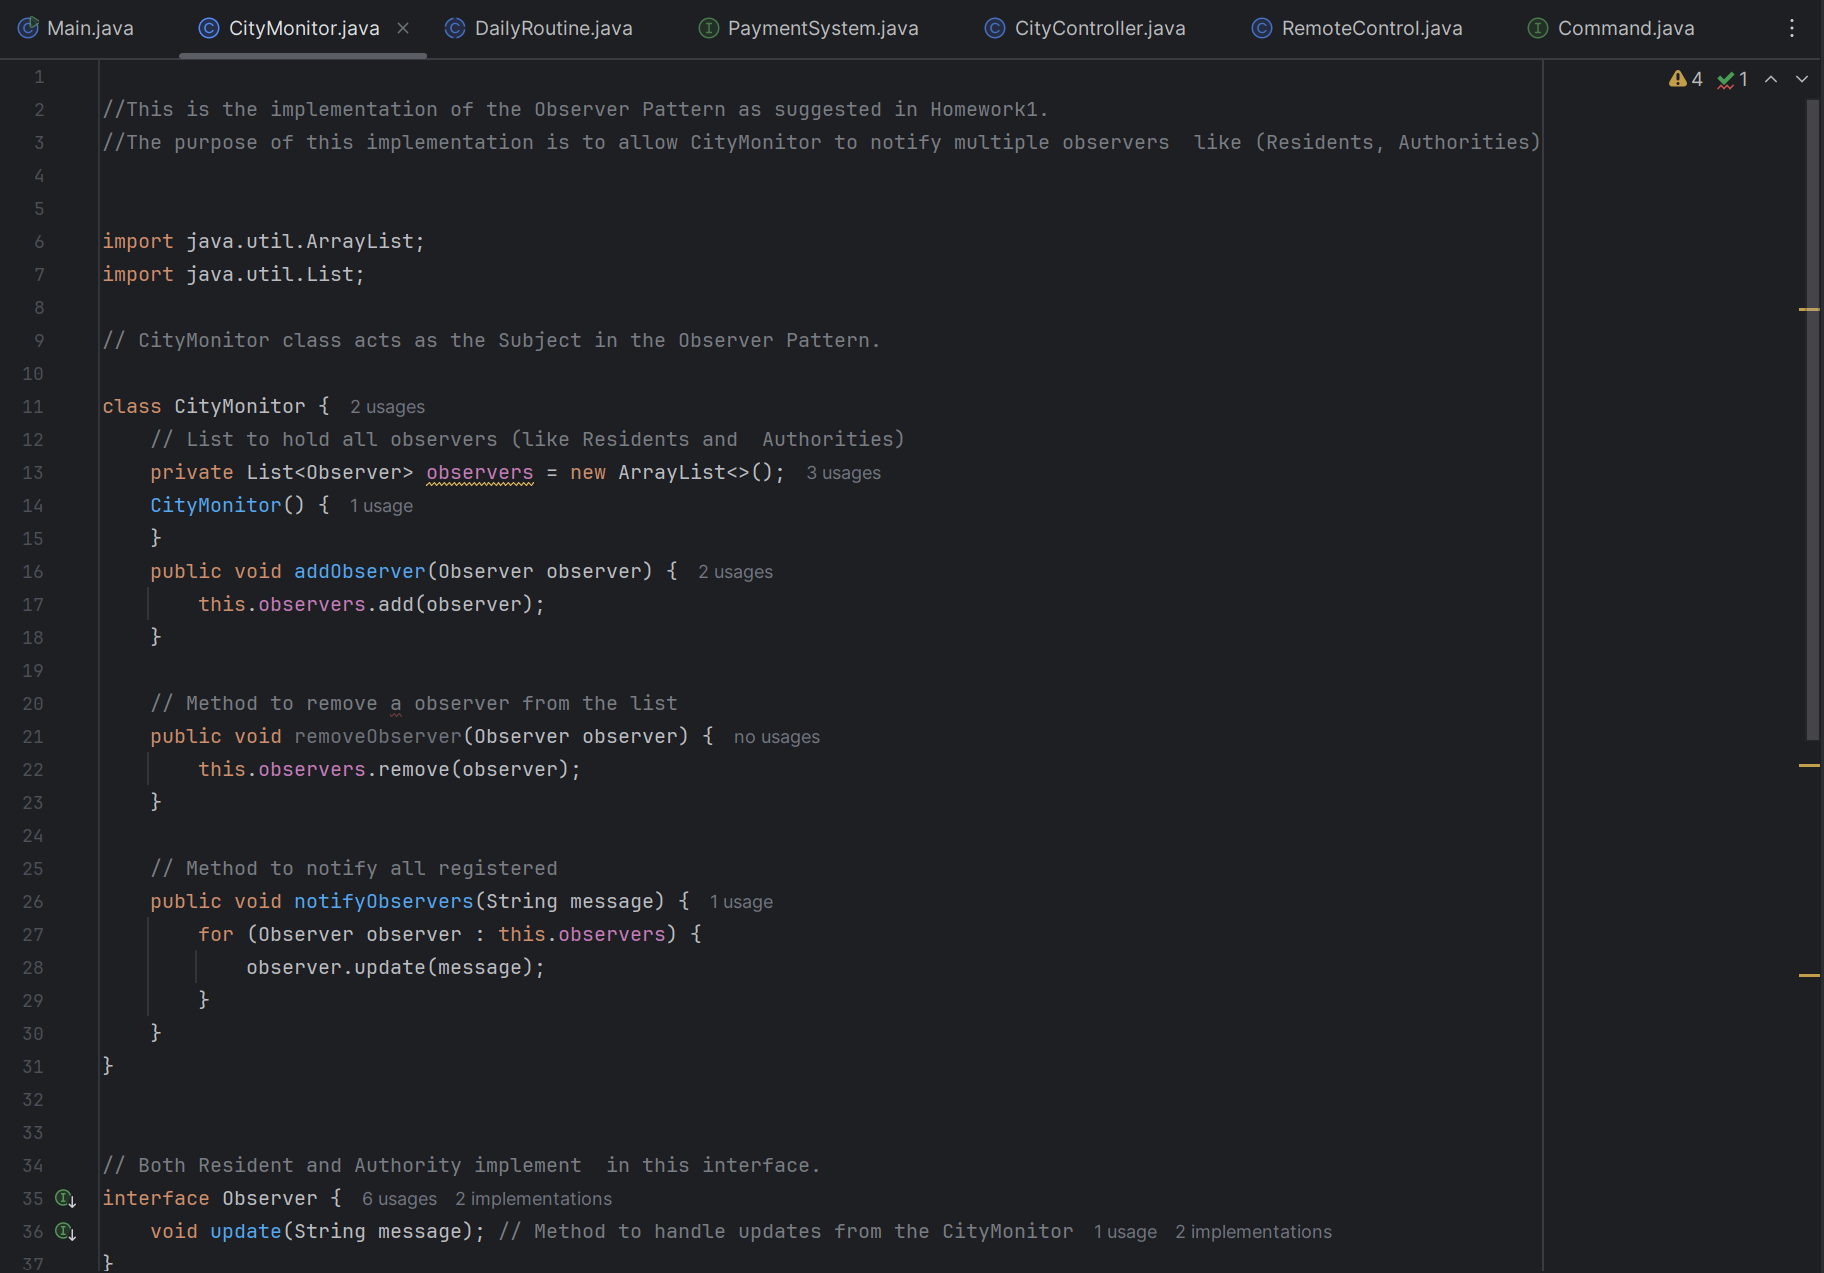 Main.java CityMonitor.java DailyRoutine.java PaymentSystem.java CityController.java RemoteControl.java Command.java
4 1
1
2 //This is the implementation of the Observer Pattern as suggested in Homework1.
3 //The purpose of this implementation is to allow CityMonitor to notify multiple observers  like (Residents, Authorities)
4
5
6 import java.util.ArrayList;
7 import java.util.List;
8
9 // CityMonitor class acts as the Subject in the Observer Pattern.
10
11 class CityMonitor { 2 usages
12     // List to hold all observers (like Residents and  Authorities)
13     private List<Observer> observers = new ArrayList<>(); 3 usages
14     CityMonitor() { 1 usage
15     }
16     public void addObserver(Observer observer) { 2 usages
17         this.observers.add(observer);
18     }
19
20     // Method to remove a observer from the list
21     public void removeObserver(Observer observer) { no usages
22         this.observers.remove(observer);
23     }
24
25     // Method to notify all registered
26     public void notifyObservers(String message) { 1 usage
27         for (Observer observer : this.observers) {
28             observer.update(message);
29         }
30     }
31 }
32
33
34 // Both Resident and Authority implement  in this interface.
35 interface Observer { 6 usages 2 implementations
36     void update(String message); // Method to handle updates from the CityMonitor 1 usage 2 implementations
37 }